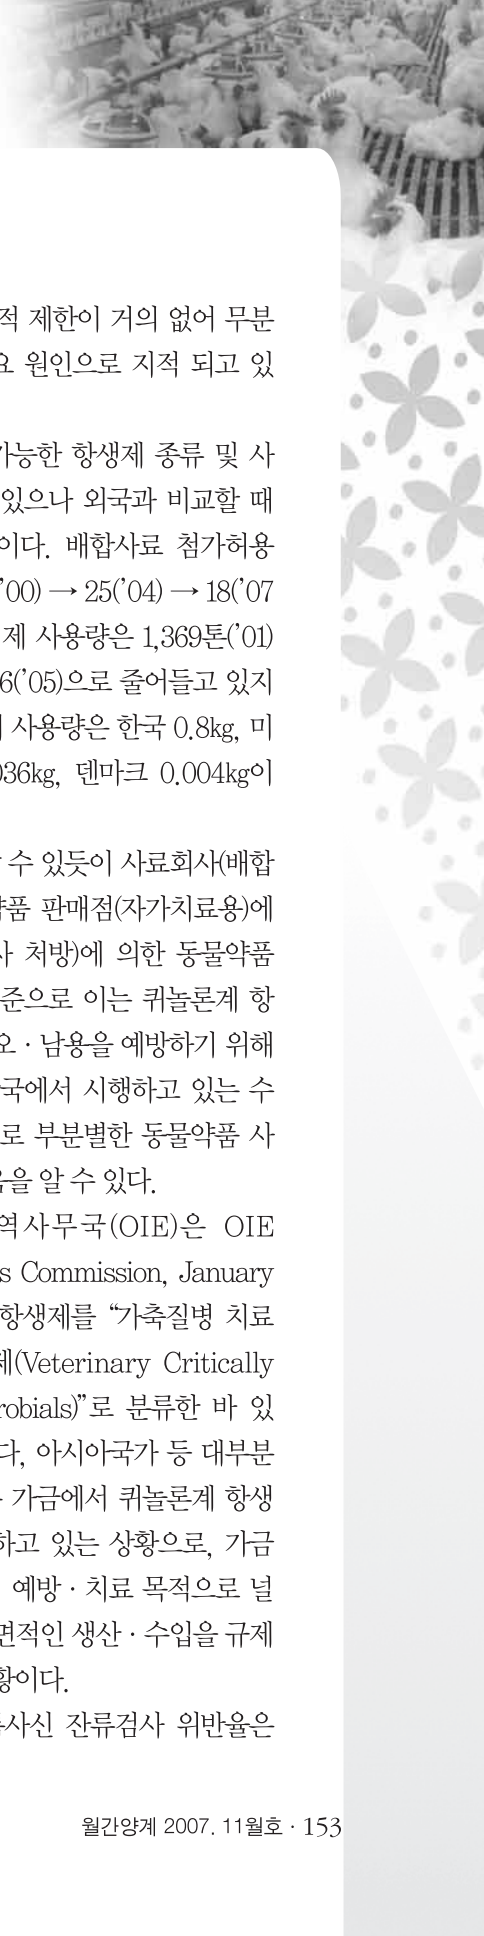 적 제한이 거의 없어 무분
요 원인으로 지적 되고 있
가능한 항생제 종류 및 사
있으나 외국과 비교할 때
이다. 배합사료 첨가허용
’00) → 25(’04) → 18(’07
제 사용량은 1,369톤(’01)
6(’05)으로 줄어들고 있지
사용량은 한국 0.8kg, 미
036kg, 덴마크 0.004kg이
수 있듯이 사료회사(배합
약품 판매점(자가치료용)에
사 처방)에 의한 동물약품
준으로 이는 퀴놀론계 항
오 · 남용을 예방하기 위해
국에서 시행하고 있는 수
로 부분별한 동물약품 사
음을 알 수 있다.
역사무국(OIE)은 OIE
s Commission, January
항생제를 “가축질병 치료
제(Veterinary Critically
robials)”로 분류한 바 있
다, 아시아국가 등 대부분
가금에서 퀴놀론계 항생
하고 있는 상황으로, 가금
예방 · 치료 목적으로 널
면적인 생산 · 수입을 규제
황이다.
사신 잔류검사 위반율은
월간양계 2007. 11월호 · 153